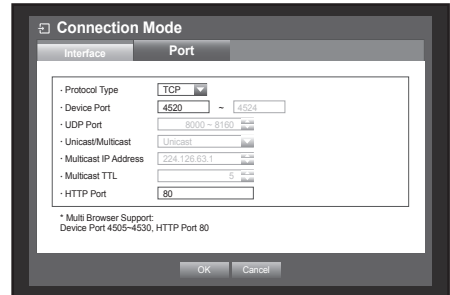 Connection Mode
Interface Port
· Protocol Type TCP
· Device Port 4520 ~ 4524
· UDP Port 8000 ~ 8160
· Unicast/Multicast Unicast
· Multicast IP Address 224.126.63.1
· Multicast TTL 5
· HTTP Port 80
* Multi Browser Support:
Device Port 4505~4530, HTTP Port 80
OK Cancel